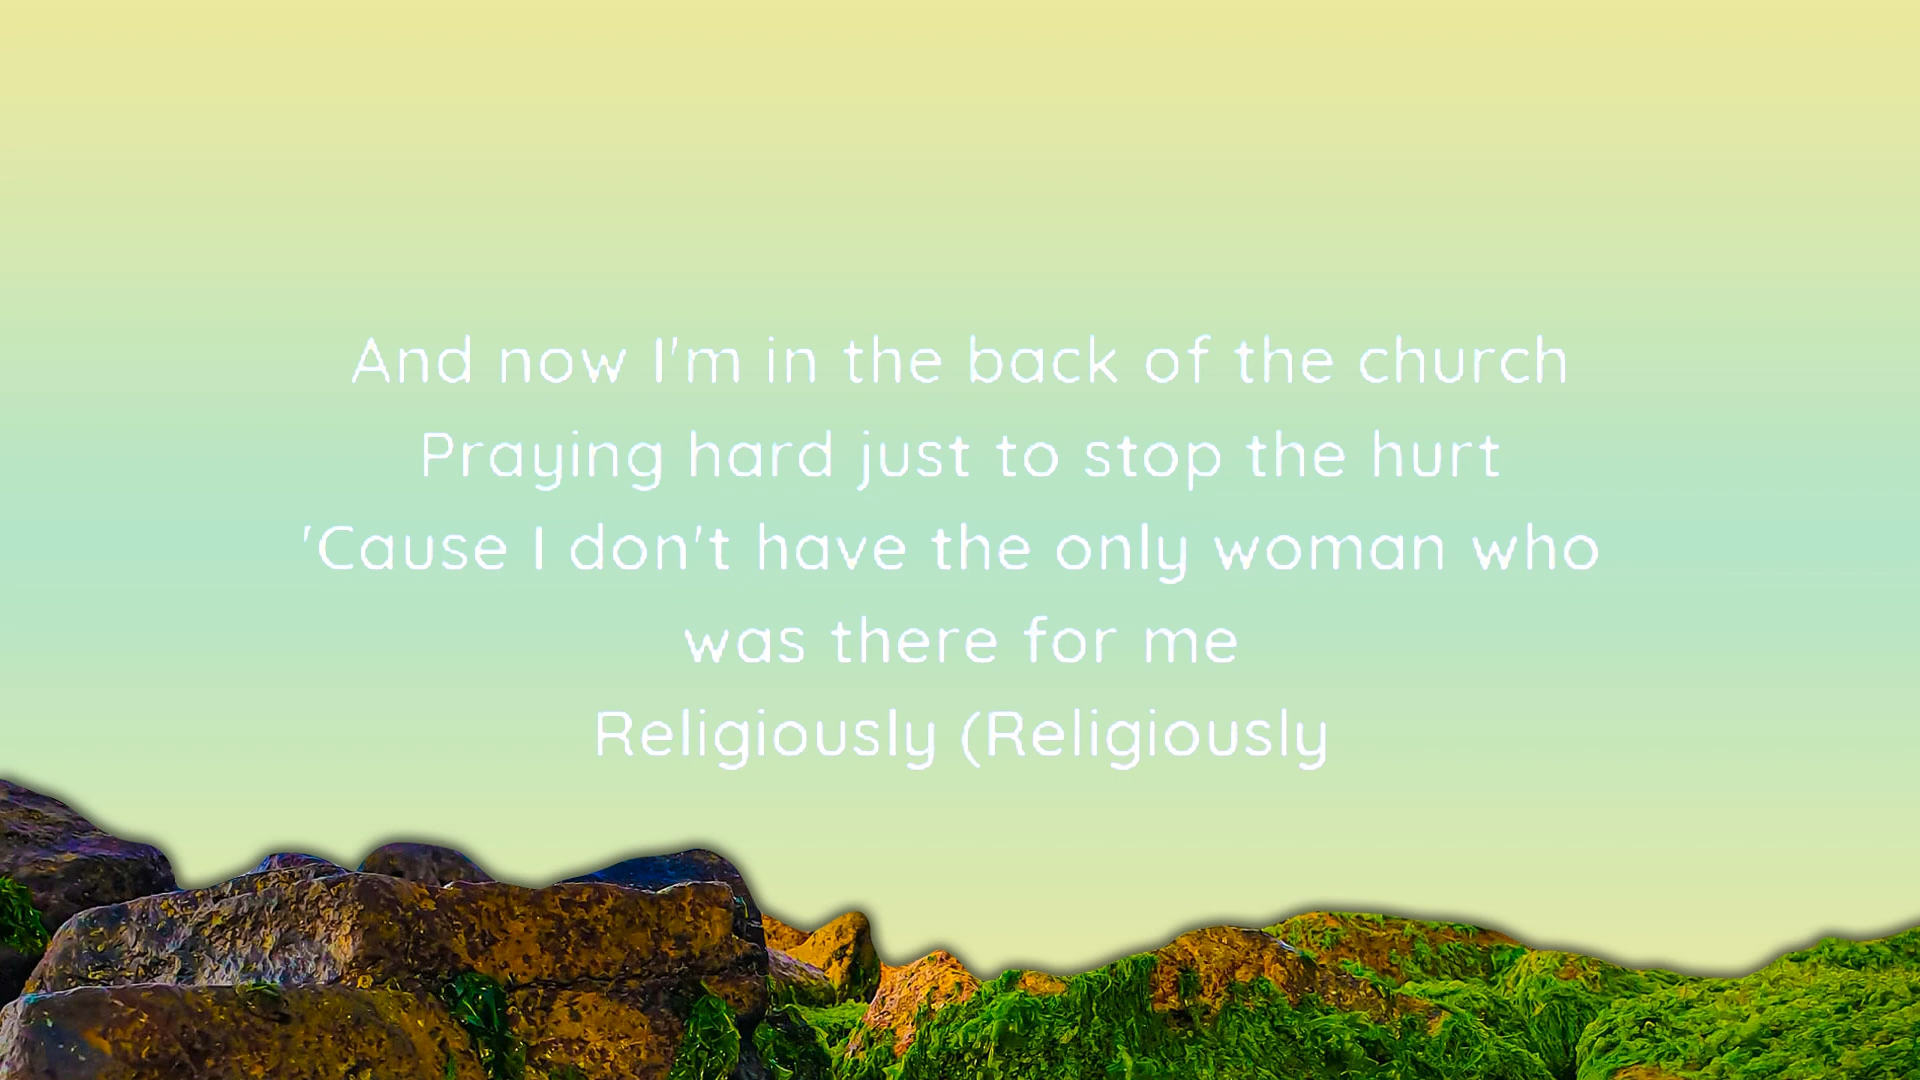 And now I'm in the back of the church
Praying hard just to stop the hurt
'Cause I don't have the only woman who
was there for me
Religiously (Religiously